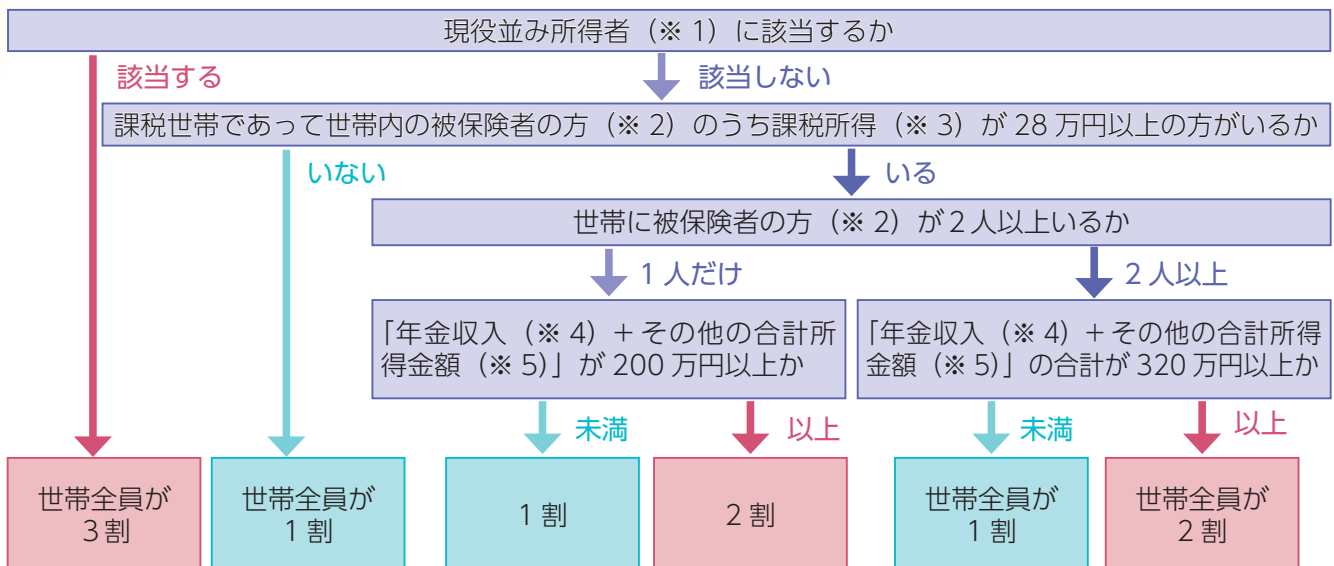 現役並み所得者（※1）に該当するか
該当する
該当しない
課税世帯であって世帯内の被保険者の方（※2）のうち課税所得（※3）が28万円以上の方がいるか
いない
いる
世帯に被保険者の方（※2）が2人以上いるか
1人だけ
2人以上
「年金収入（※4）＋その他の合計所
得金額（※5）」が200万円以上か
「年金収入（※4）＋その他の合計所得
金額（※5）」の合計が320万円以上か
未満
以上
未満
以上
世帯全員が
3割
世帯全員が
1割
1割
2割
世帯全員が
1割
世帯全員が
2割